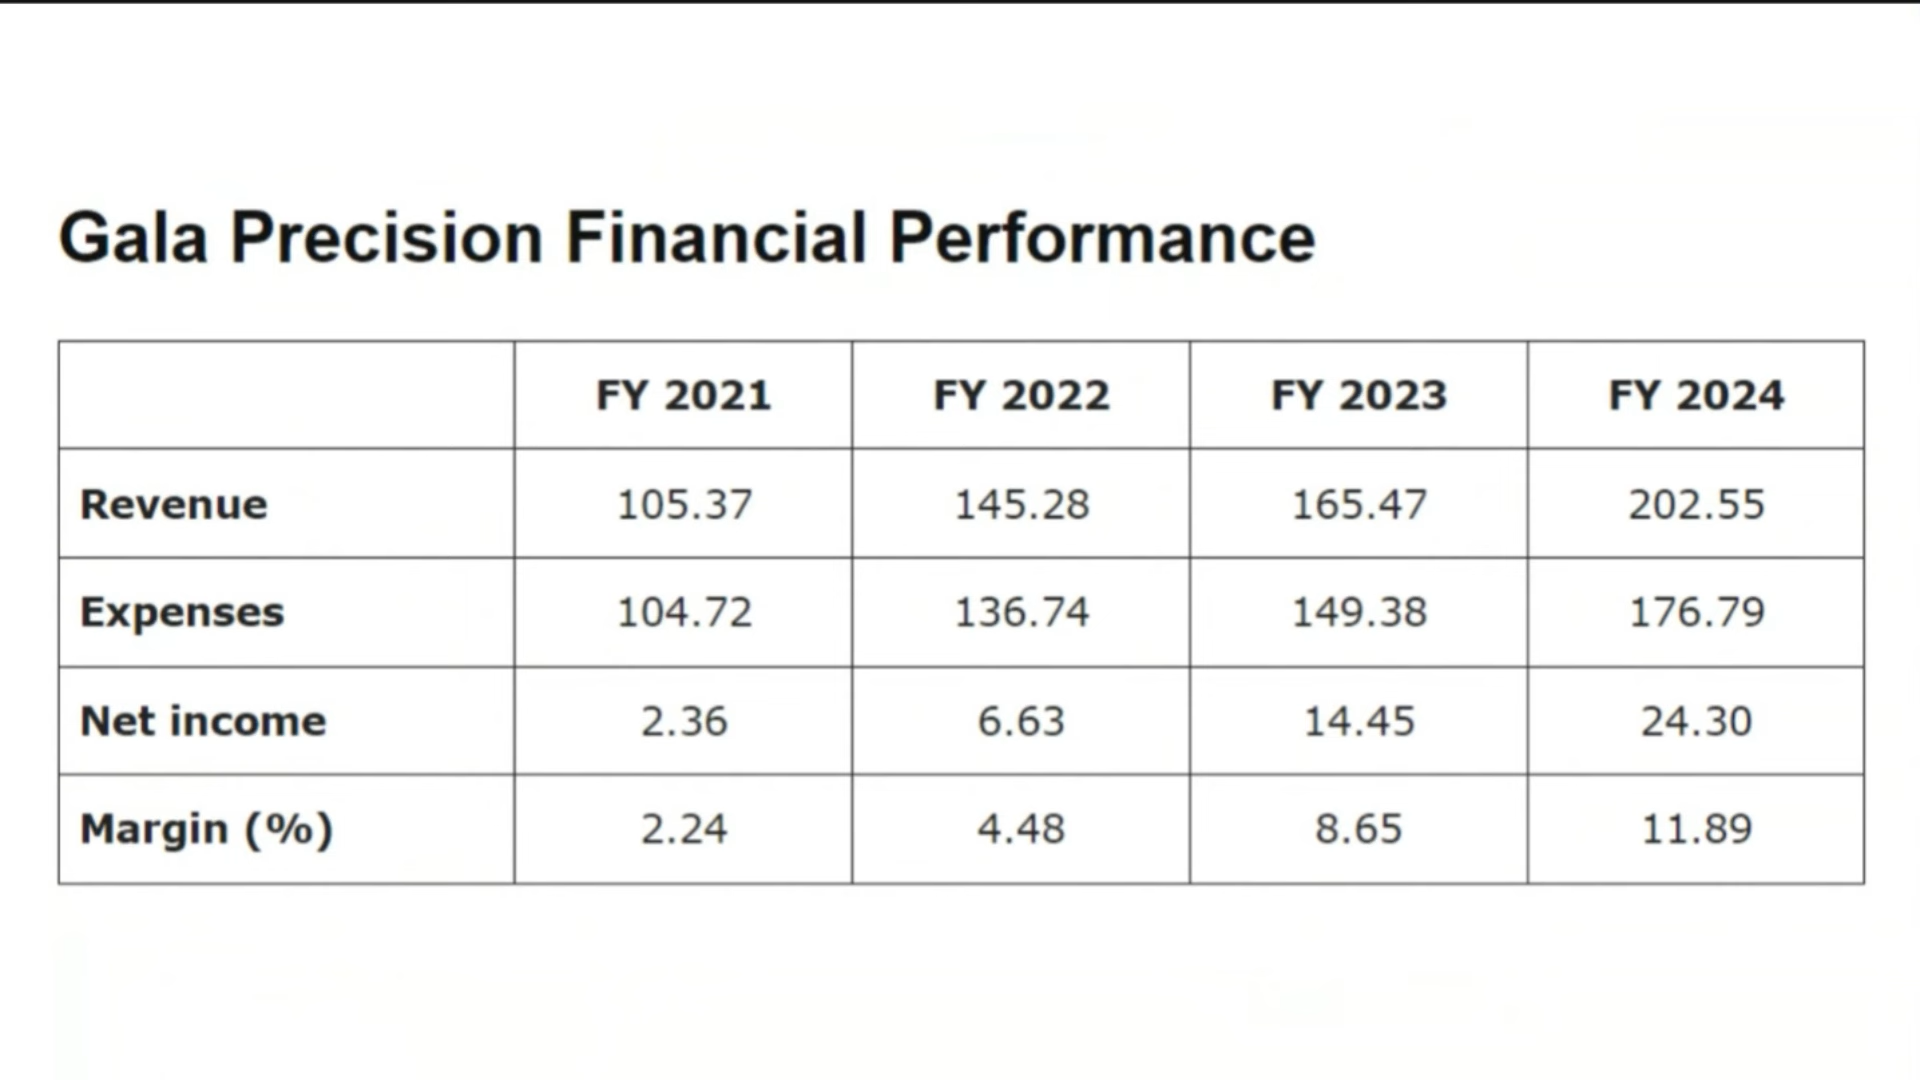 Gala Precision Financial Performance
FY 2021 FY 2022 FY 2023 FY 2024
Revenue 105.37 145.28 165.47 202.55
Expenses 104.72 136.74 149.38 176.79
Net income 2.36 6.63 14.45 24.30
Margin (%) 2.24 4.48 8.65 11.89